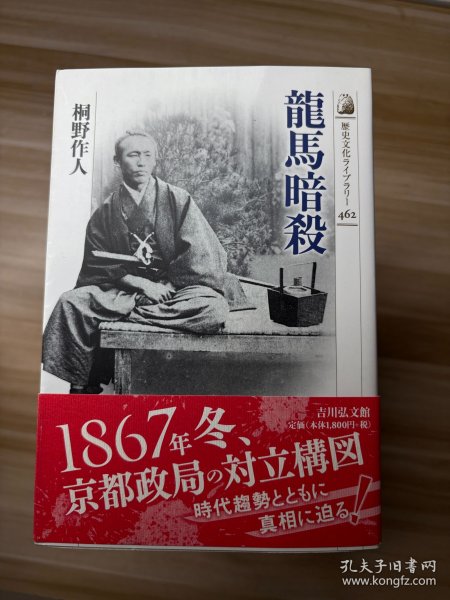 歴史文化ライブラリー
462
龍馬暗殺
桐野作人
吉川弘文館
定価(本体1,800円+税)
1867年冬、
京都政局の対立構図
時代趨勢とともに
真相に迫る!
孔夫子旧书网
www.kongfz.com